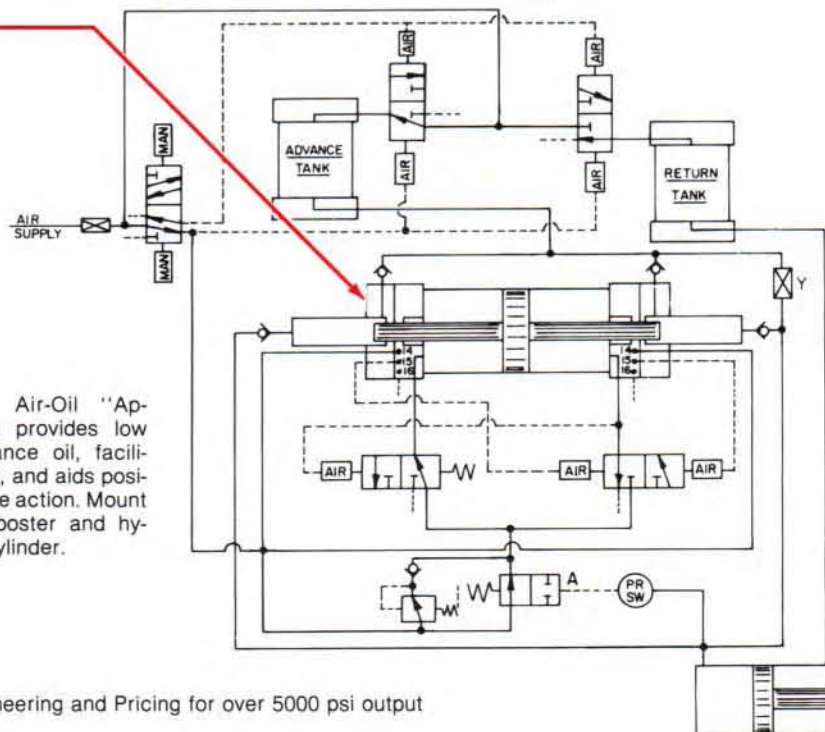 AIR
AIR
MAN
ADVANCE
TANK
RETURN
TANK
AIR
AIR
AIR
SUPPLY
MAN
Y
14
15
16
14
15
16
Air-Oil "Ap-
provides low
ance oil, facili-
, and aids posi-
e action. Mount
ooster and hy-
ylinder.
AIR
AIR
AIR
A
PR
SW
neering and Pricing for over 5000 psi output